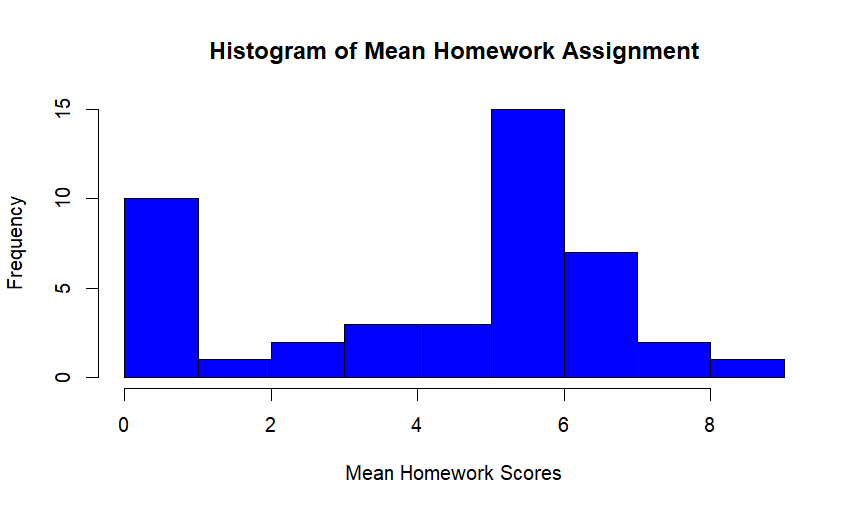 Histogram of Mean Homework Assignment
Frequency
15
10
5
0
0 2 4 6 8
Mean Homework Scores